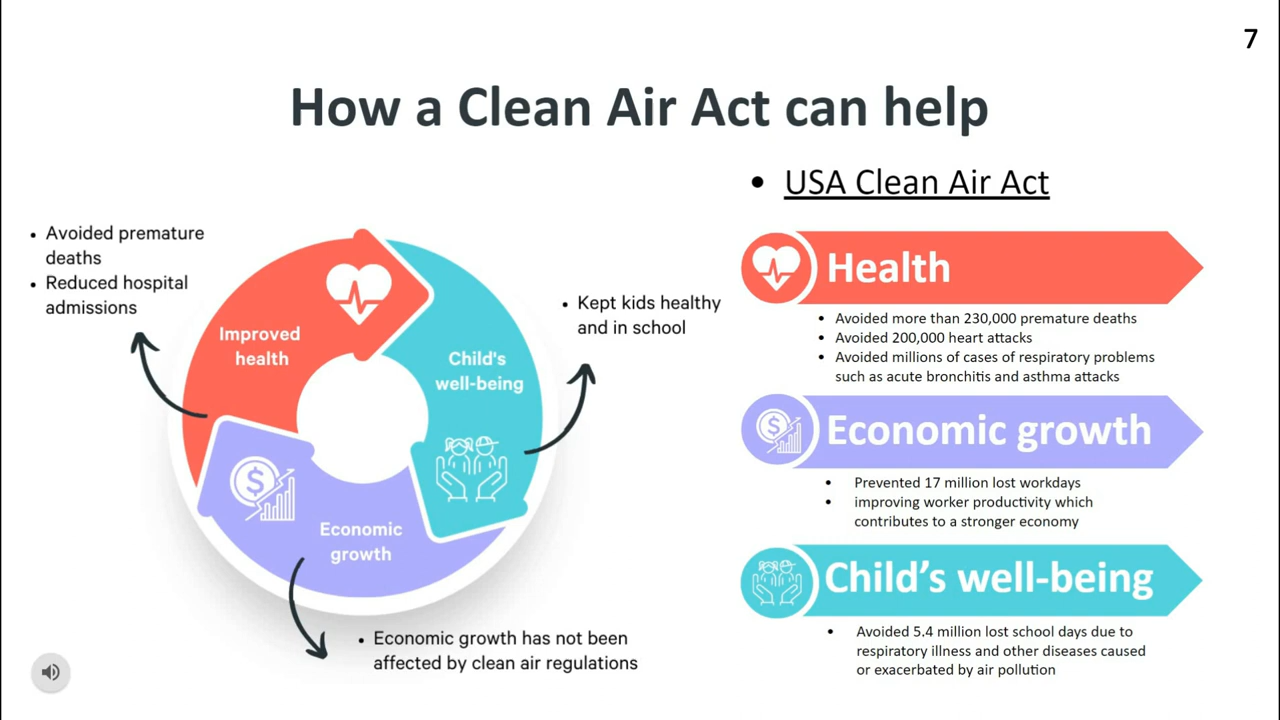 7
How a Clean Air Act can help
• USA Clean Air Act
• Avoided premature
deaths
• Reduced hospital
admissions
Improved
health
Child's
well-being
• Kept kids healthy
and in school
Economic
growth
• Economic growth has not been
affected by clean air regulations
Health
• Avoided more than 230,000 premature deaths
• Avoided 200,000 heart attacks
• Avoided millions of cases of respiratory problems
such as acute bronchitis and asthma attacks
$ Economic growth
• Prevented 17 million lost workdays
• improving worker productivity which
contributes to a stronger economy
Child’s well-being
• Avoided 5.4 million lost school days due to
respiratory illness and other diseases caused
or exacerbated by air pollution
$